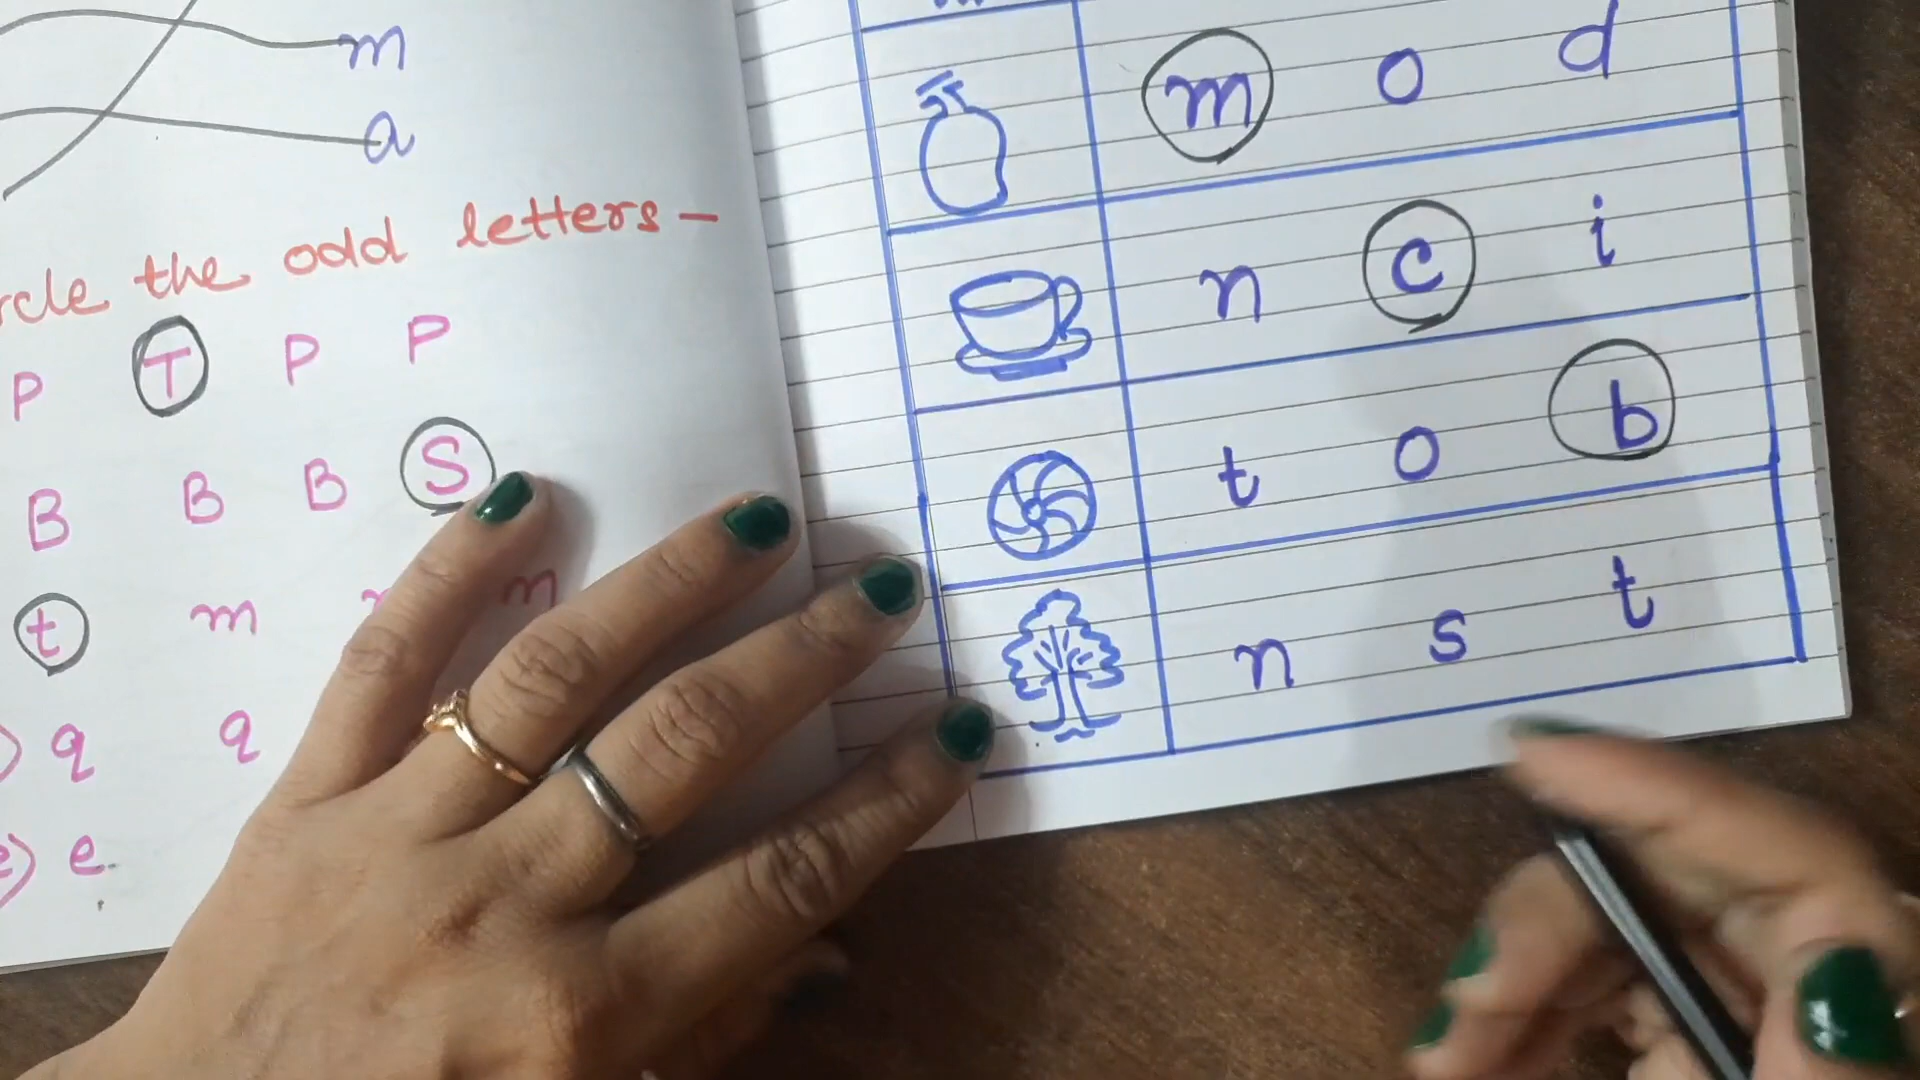 m
a
rcle the odd letters-
P T P P
B B B S
t m m
q q
e) e
m o d
n c i
t o b
n s t